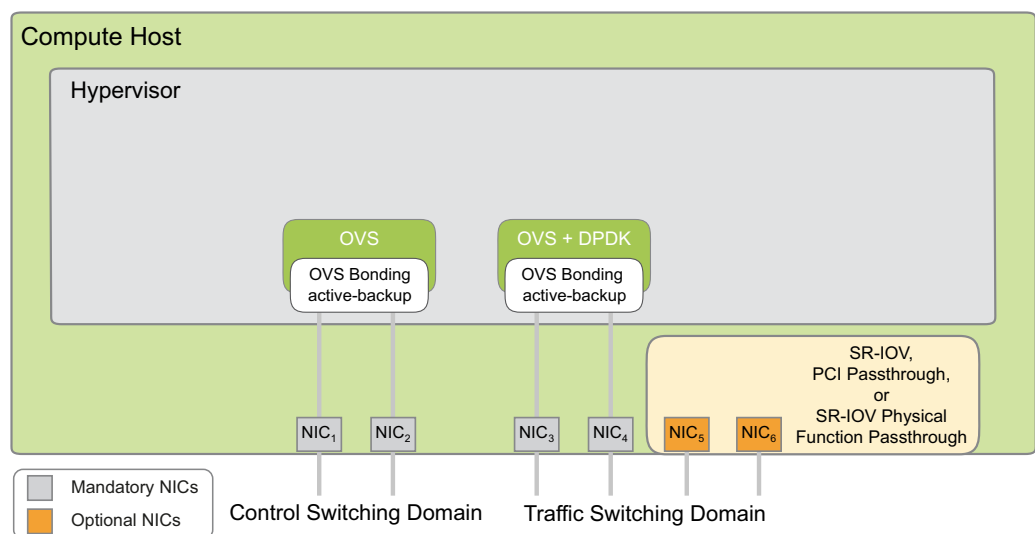 Compute Host
Hypervisor
OVS
OVS Bonding
active-backup
OVS + DPDK
OVS Bonding
active-backup
SR-IOV,
PCI Passthrough,
or
SR-IOV Physical
Function Passthrough
NIC₁
NIC₂
NIC₃
NIC₄
NIC₅
NIC₆
Mandatory NICs
Optional NICs
Control Switching Domain
Traffic Switching Domain